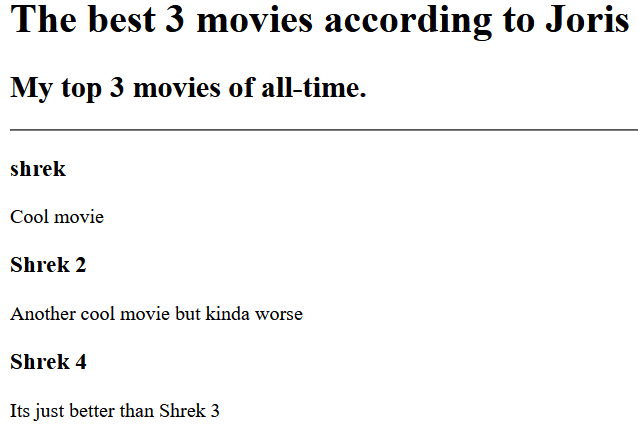 The best 3 movies according to Joris
My top 3 movies of all-time.
shrek
Cool movie
Shrek 2
Another cool movie but kinda worse
Shrek 4
Its just better than Shrek 3